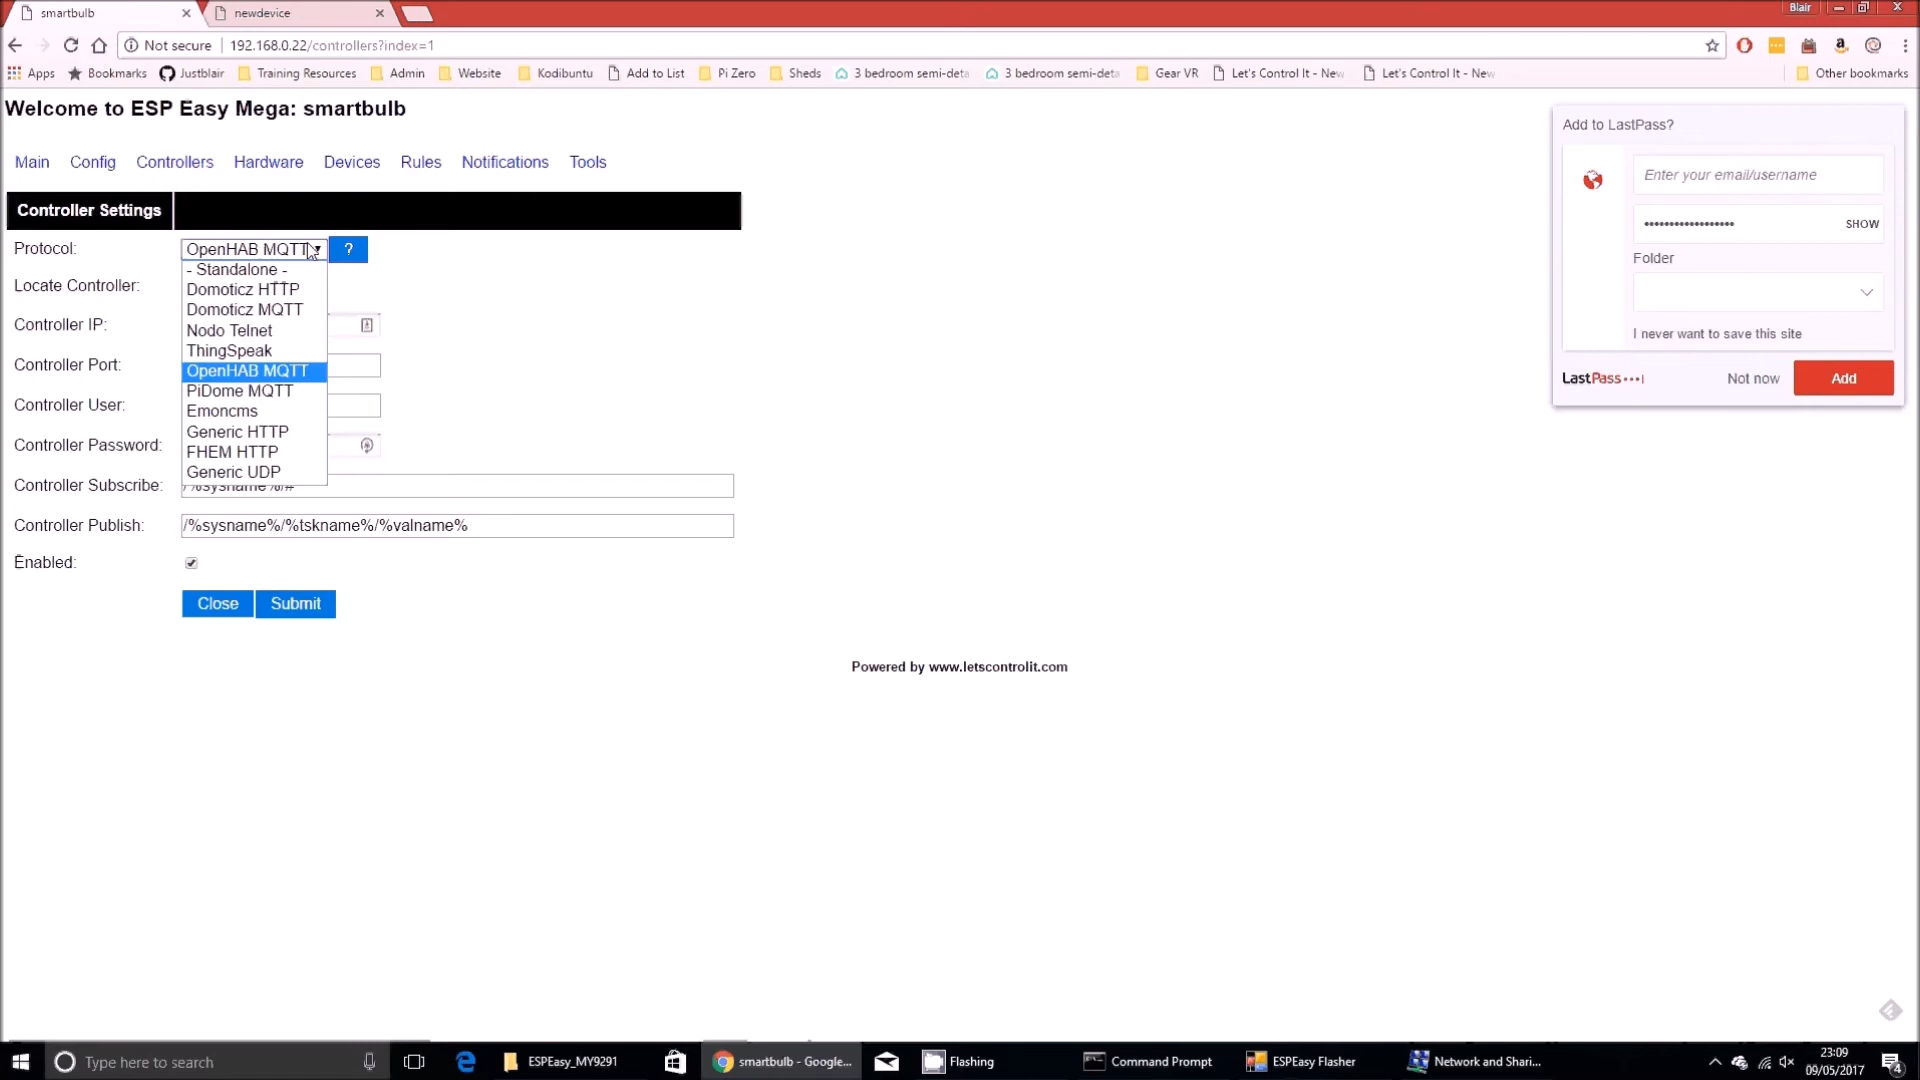 smartbulb
newdevice
Blair
Not secure 192.168.0.22/controllers?index=1
Apps Bookmarks Justblair Training Resources Admin Website Kodibuntu Add to List Pi Zero Sheds 3 bedroom semi-deta 3 bedroom semi-deta Gear VR Let's Control It - New Let's Control It - New Other bookmarks
Welcome to ESP Easy Mega: smartbulb
Main Config Controllers Hardware Devices Rules Notifications Tools
Controller Settings
Protocol: OpenHAB MQTT ?
- Standalone -
Domoticz HTTP
Domoticz MQTT
Nodo Telnet
ThingSpeak
OpenHAB MQTT
PiDome MQTT
Emoncms
Generic HTTP
FHEM HTTP
Generic UDP
Locate Controller:
Controller IP:
Controller Port:
Controller User:
Controller Password:
Controller Subscribe: /%sysname%/#
Controller Publish: /%sysname%/%tskname%/%valname%
Enabled:
Close Submit
Powered by www.letscontrolit.com
Add to LastPass?
Enter your email/username
SHOW
Folder
I never want to save this site
LastPass Not now Add
Type here to search
ESPEasy_MY9291
smartbulb - Google...
Flashing
Command Prompt
ESPEasy Flasher
Network and Shari...
23:09
09/05/2017
4